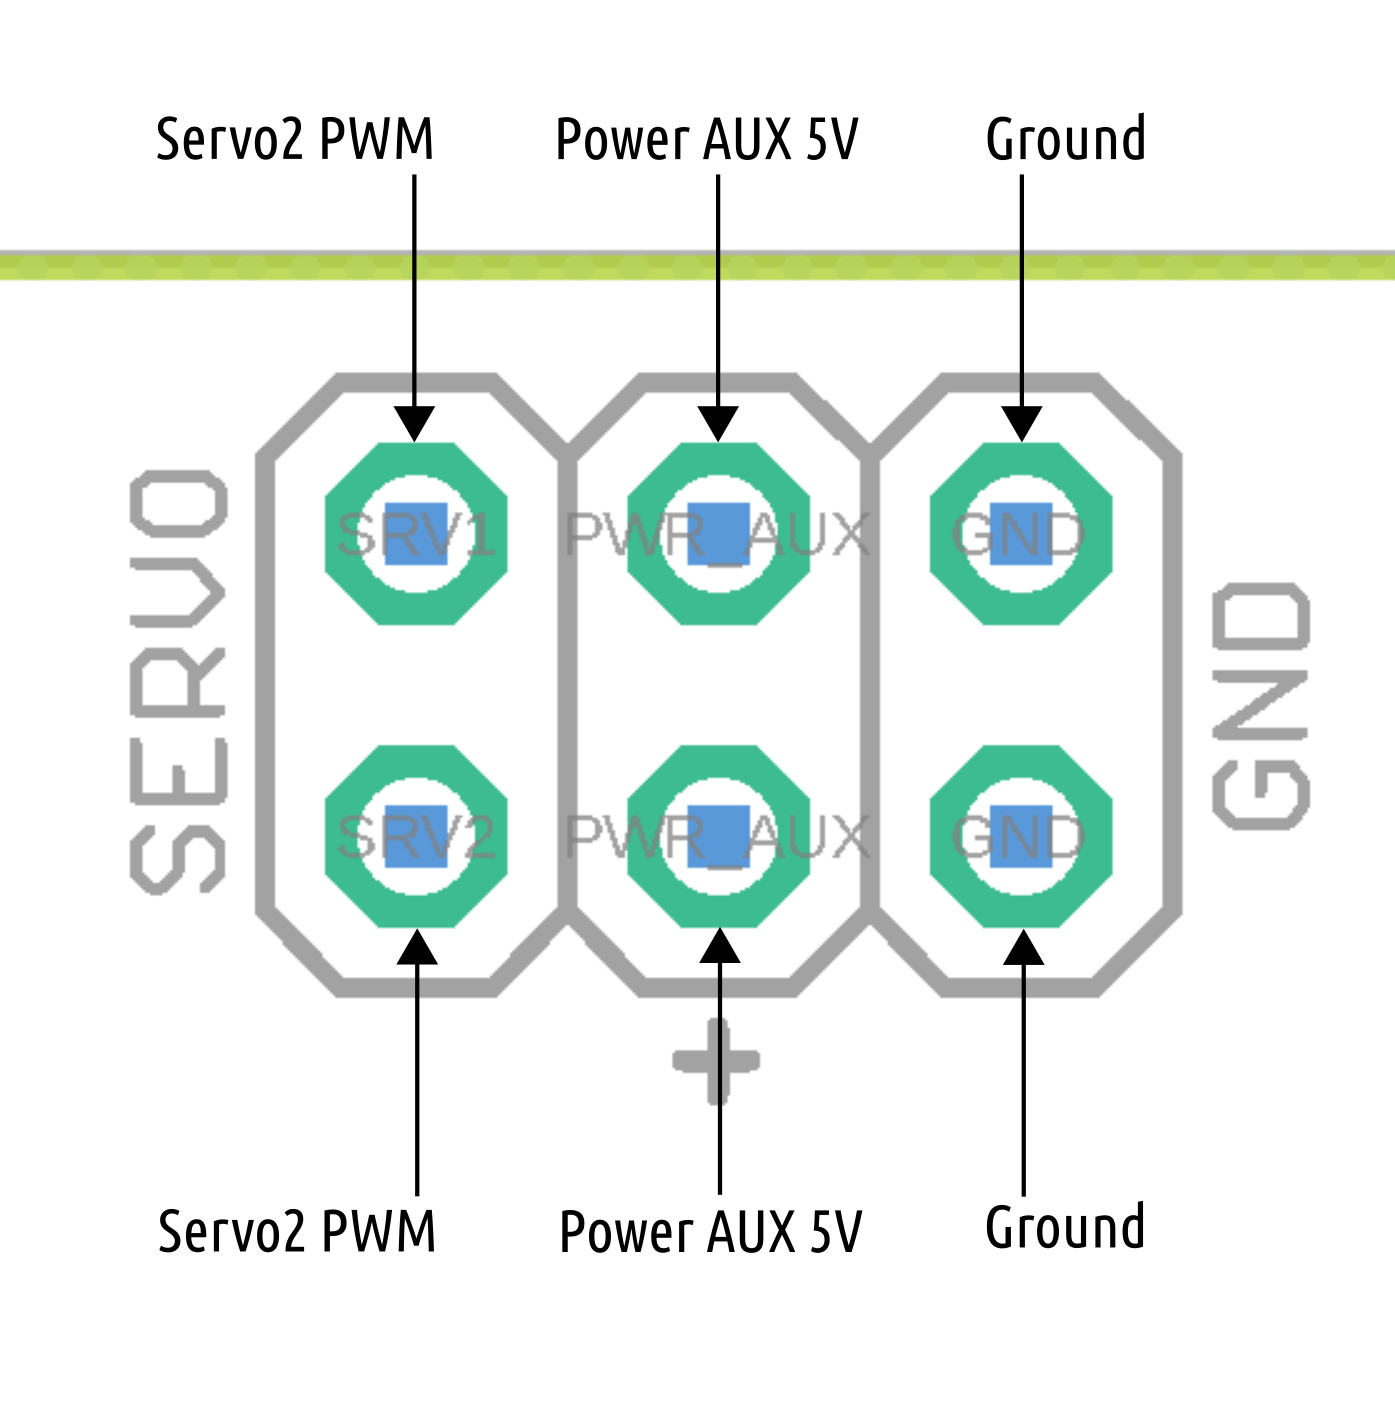 Servo2 PWM Power AUX 5V Ground
SERVO
SRV1 PWR_AUX GND
SRV2 PWR_AUX GND
GND
+
Servo2 PWM Power AUX 5V Ground